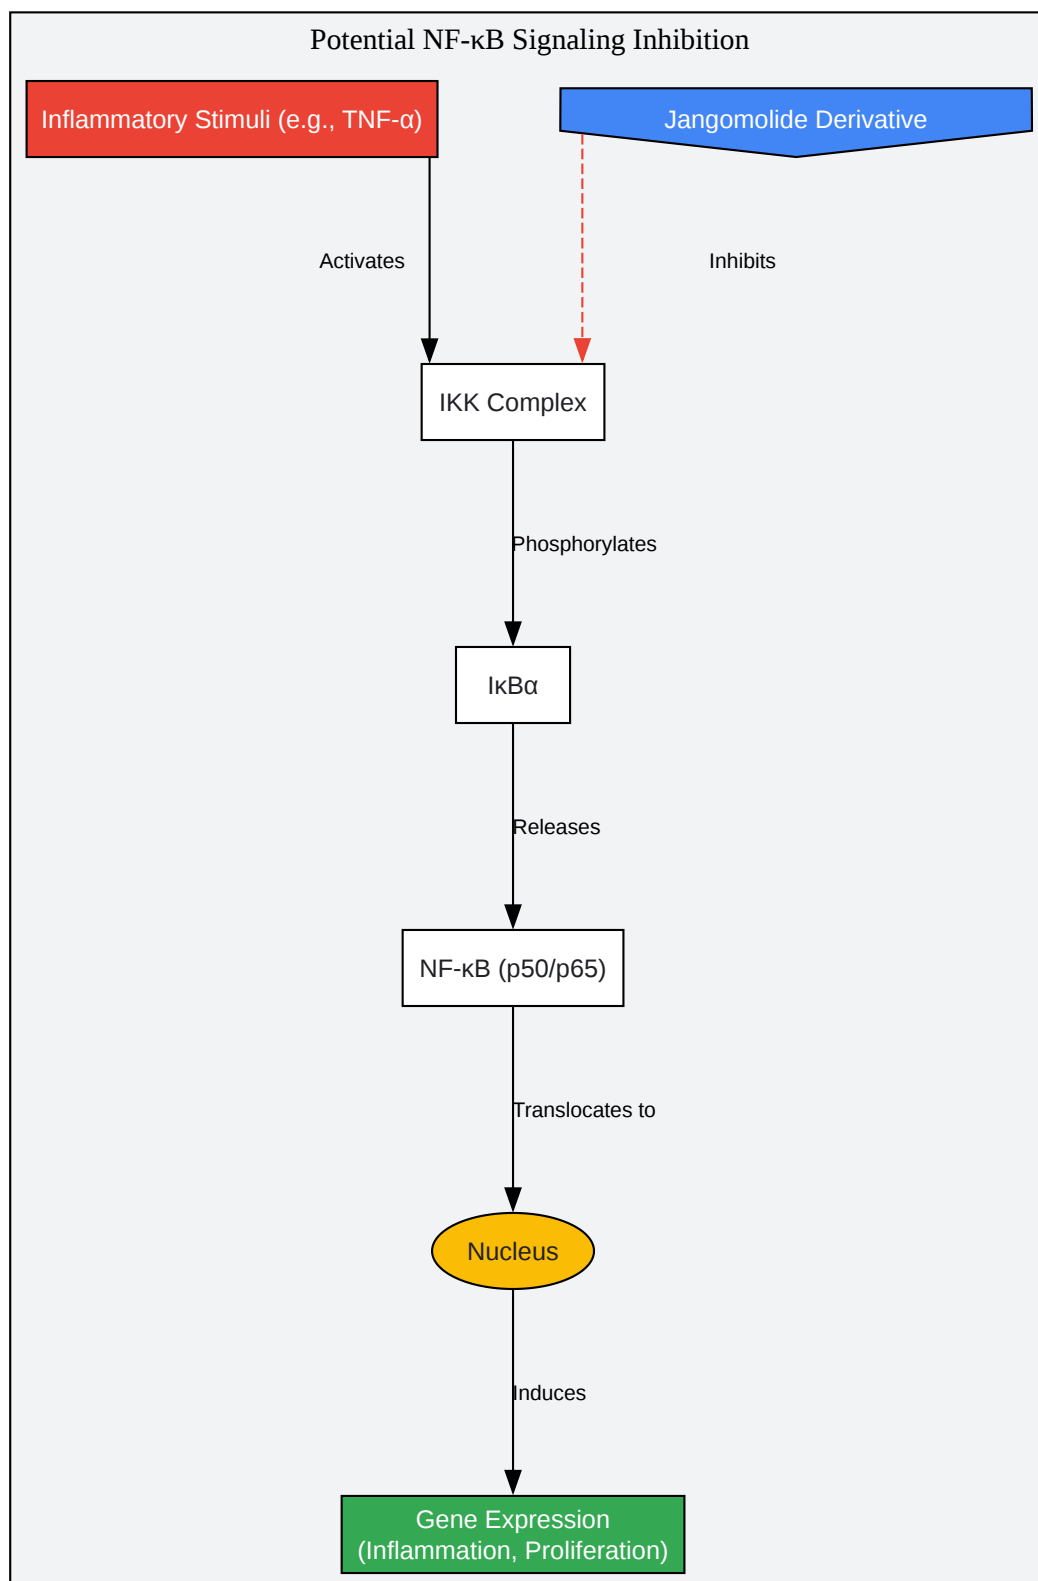 Potential NF-κB Signaling Inhibition
Inflammatory Stimuli (e.g., TNF-α)
Jangomolide Derivative
Activates
Inhibits
IKK Complex
Phosphorylates
IκBα
Releases
NF-κB (p50/p65)
Translocates to
Nucleus
Induces
Gene Expression
(Inflammation, Proliferation)